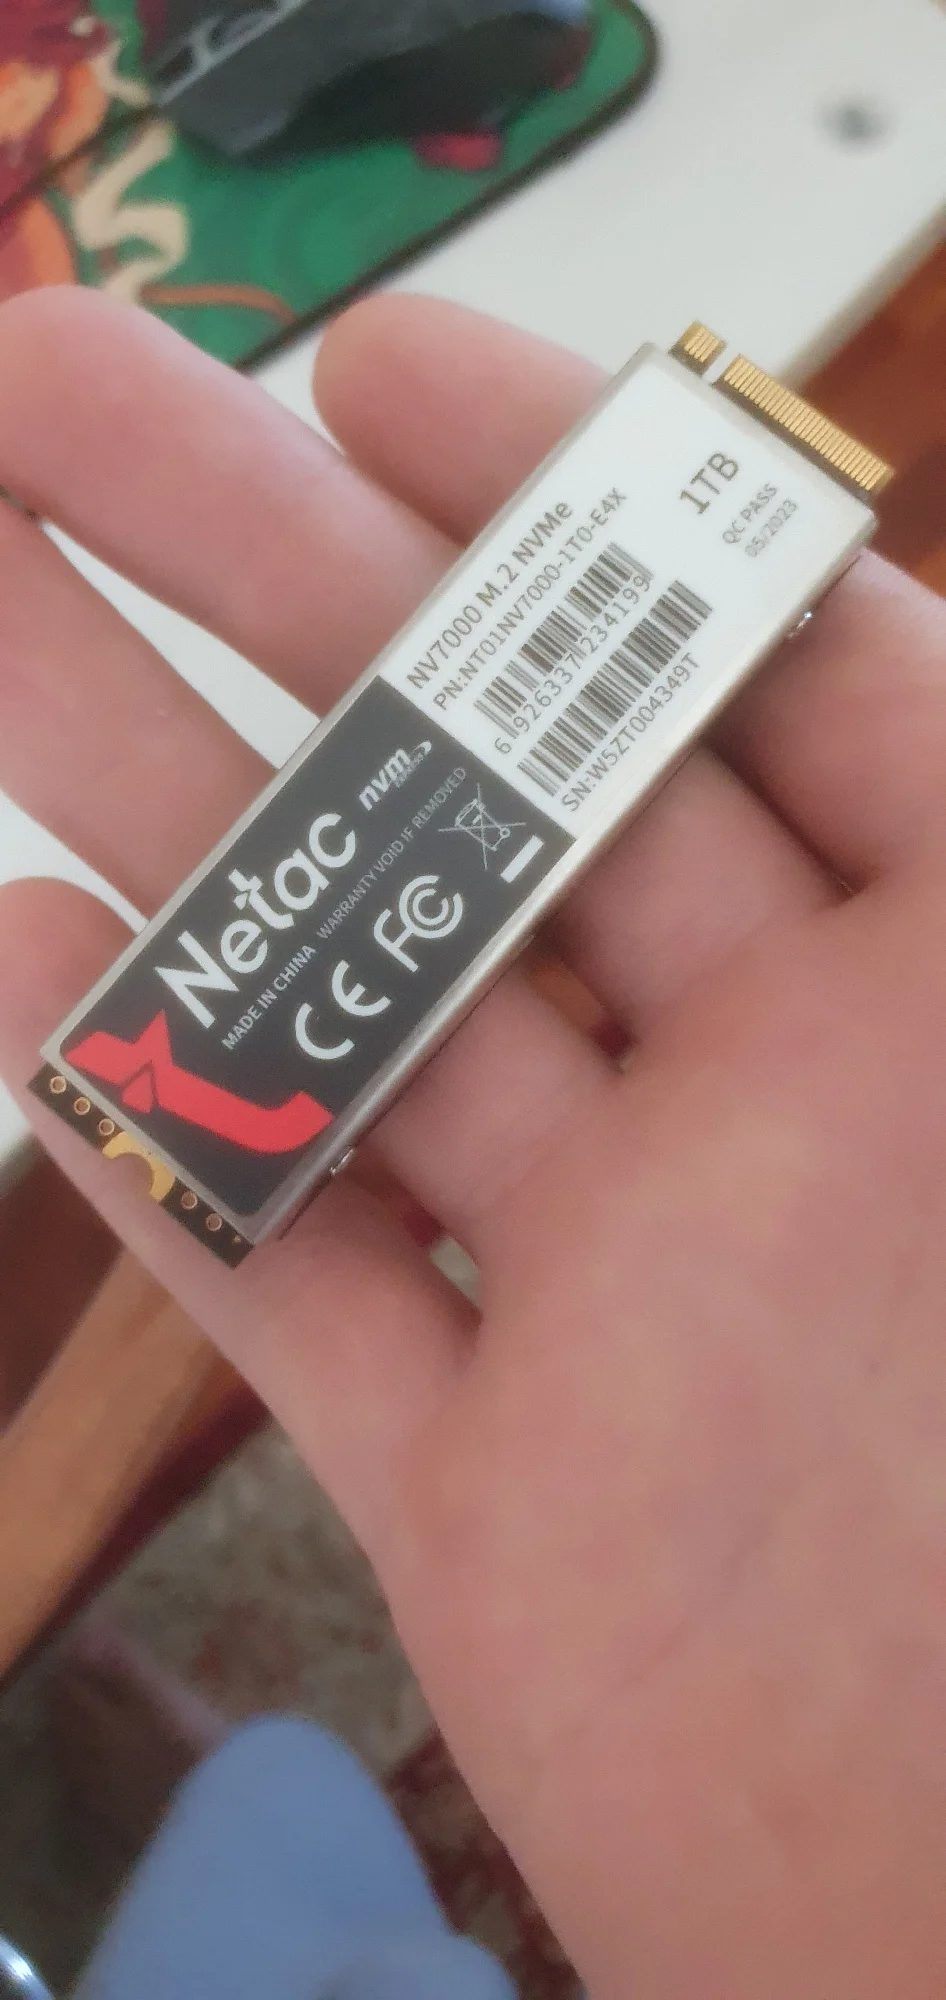 1TB
QC PASS
05/2023
NV7000 M.2 NVMe
PN:NT01NV7000-1T0-E4X
6 926337 234199
SN:W5ZT004349T
Netac
nvm
EXPRESS
MADE IN CHINA WARRANTY VOID IF REMOVED
CE FC